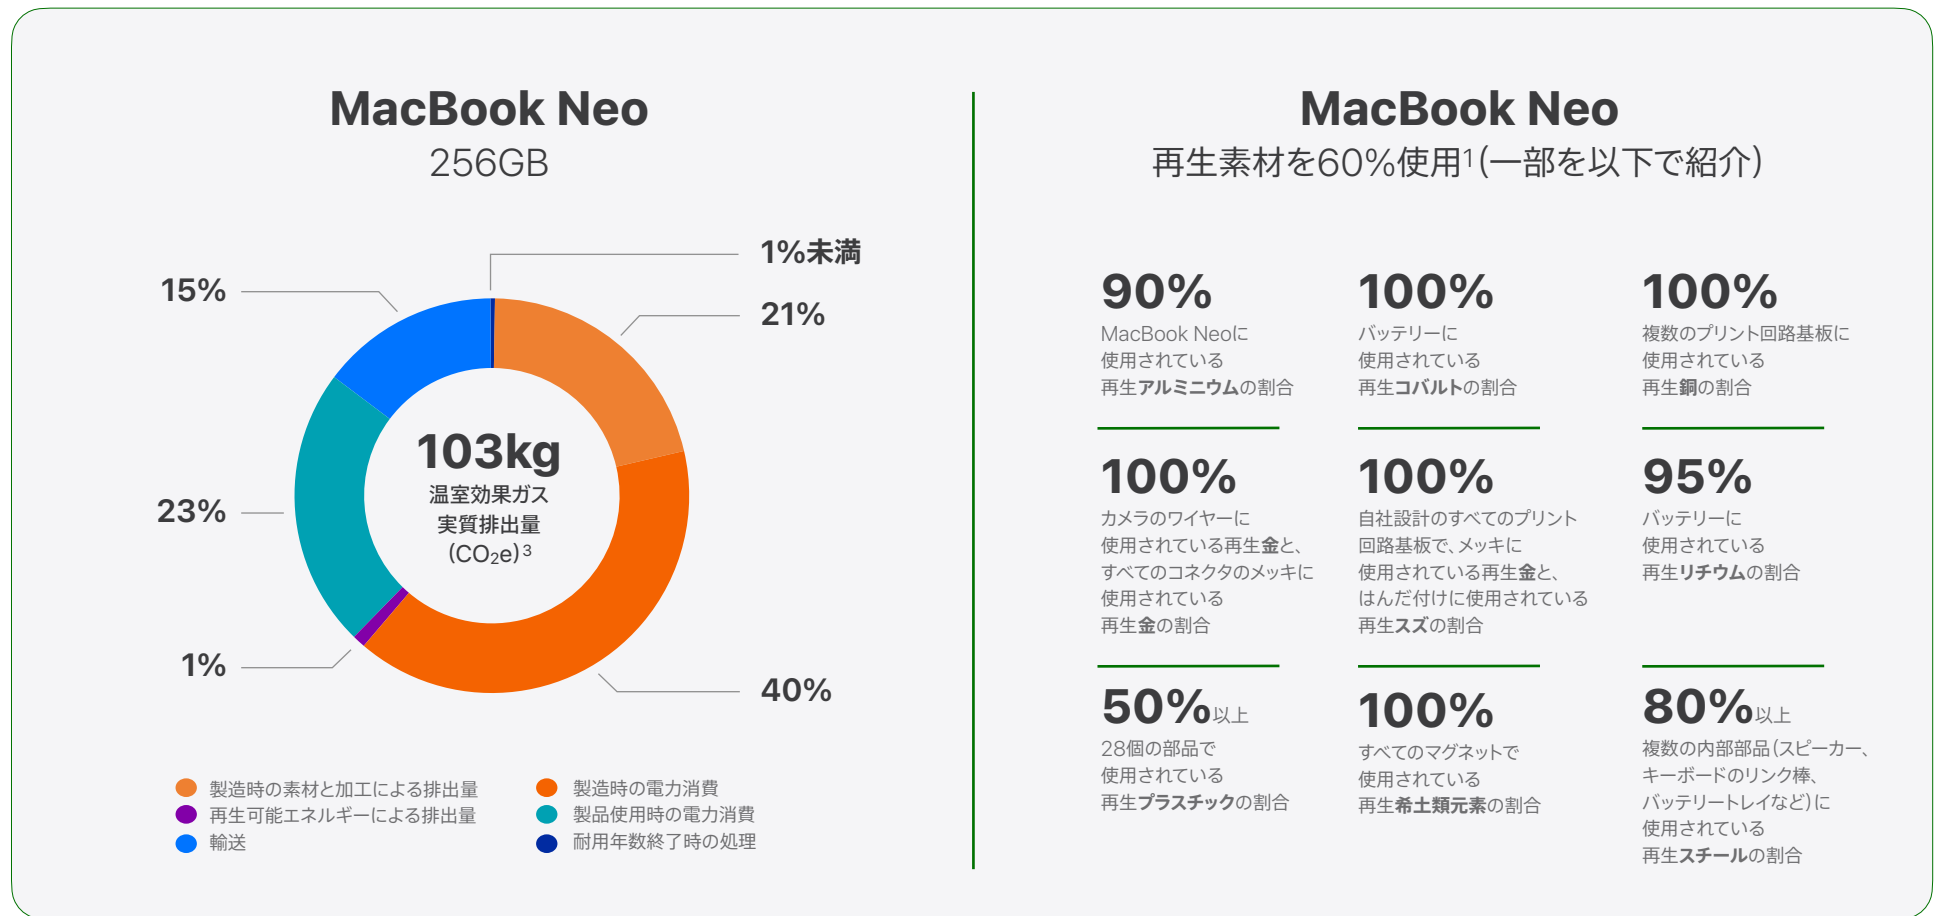 MacBook Neo
256GB
1%未満
21%
15%
23%
1%
40%
103kg
温室効果ガス
実質排出量
(CO₂e)³
製造時の素材と加工による排出量
製造時の電力消費
再生可能エネルギーによる排出量
製品使用時の電力消費
輸送
耐用年数終了時の処理
MacBook Neo
再生素材を60%使用¹(一部を以下で紹介)
90%
MacBook Neoに
使用されている
再生アルミニウムの割合
100%
バッテリーに
使用されている
再生コバルトの割合
100%
複数のプリント回路基板に
使用されている
再生銅の割合
100%
カメラのワイヤーに
使用されている再生金と、
すべてのコネクタのメッキに
使用されている
再生金の割合
100%
自社設計のすべてのプリント
回路基板で、メッキに
使用されている再生金と、
はんだ付けに使用されている
再生スズの割合
95%
バッテリーに
使用されている
再生リチウムの割合
50%以上
28個の部品で
使用されている
再生プラスチックの割合
100%
すべてのマグネットで
使用されている
再生希土類元素の割合
80%以上
複数の内部部品(スピーカー、
キーボードのリンク棒、
バッテリートレイなど)に
使用されている
再生スチールの割合